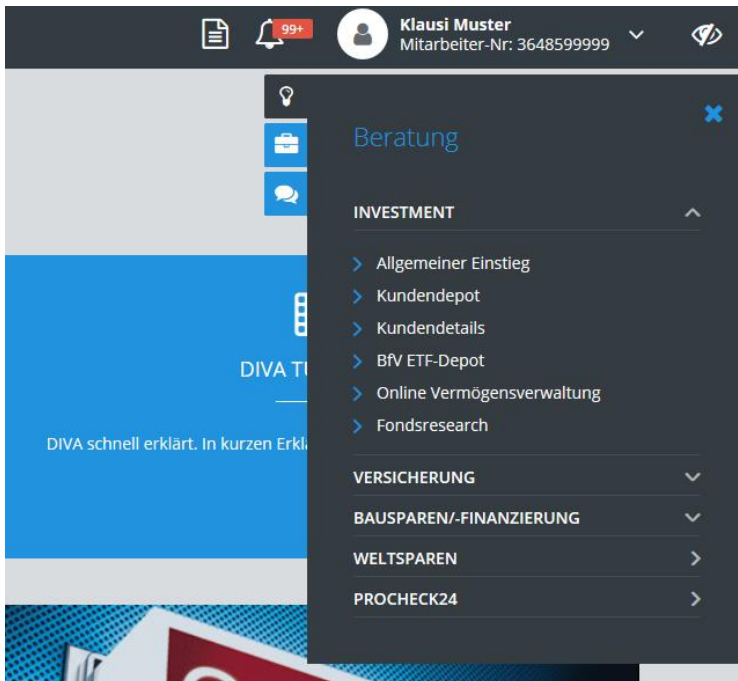 99+
Klausi Muster
Mitarbeiter-Nr: 3648599999
Beratung
INVESTMENT
Allgemeiner Einstieg
Kundendepot
Kundendetails
BfV ETF-Depot
Online Vermögensverwaltung
Fondsresearch
VERSICHERUNG
BAUSPAREN/-FINANZIERUNG
WELTSPAREN
PROCHECK24
DIVA
DIVA schnell erklärt. In kurzen